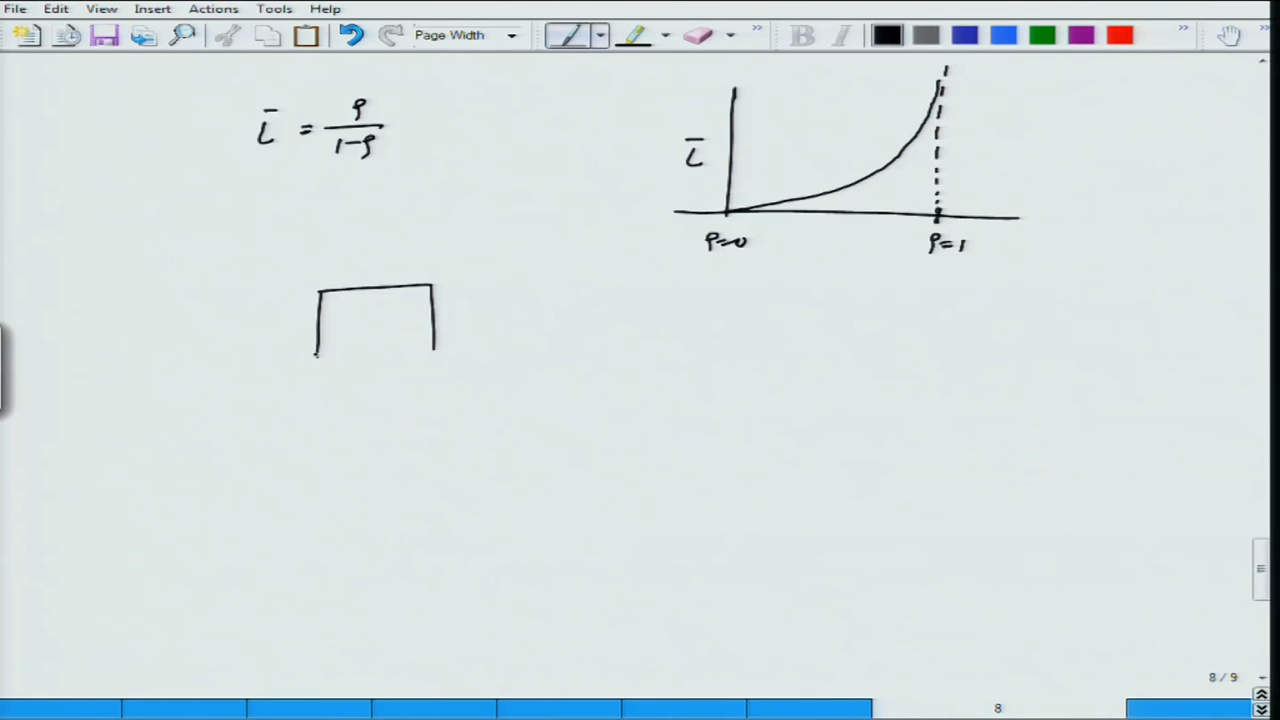 File Edit View Insert Actions Tools Help
Page Width
B I
L̄ = ρ / 1-ρ
L̄
ρ=0
ρ=1
8 / 9
8